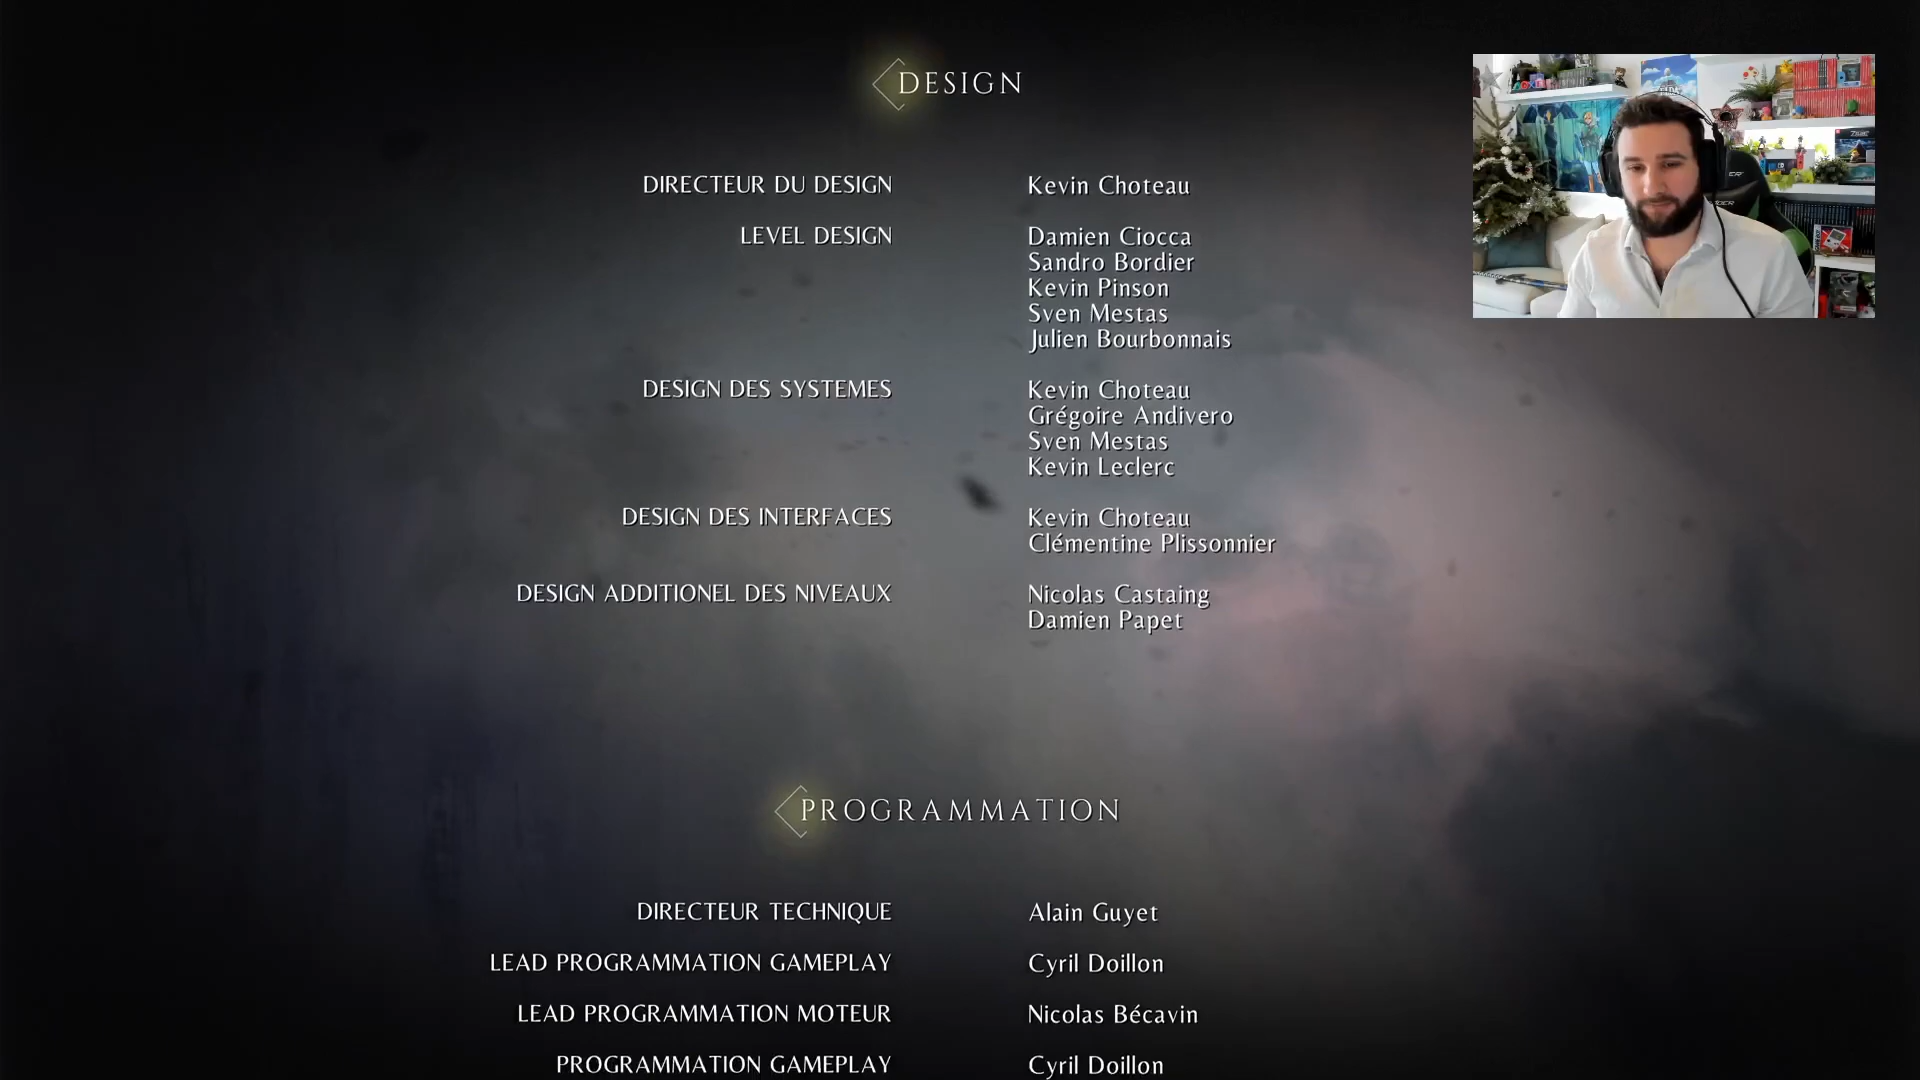 DESIGN
DIRECTEUR DU DESIGN Kevin Choteau
LEVEL DESIGN Damien Ciocca
Sandro Bordier
Kevin Pinson
Sven Mestas
Julien Bourbonnais
DESIGN DES SYSTEMES Kevin Choteau
Grégoire Andivero
Sven Mestas
Kevin Leclerc
DESIGN DES INTERFACES Kevin Choteau
Clémentine Plissonnier
DESIGN ADDITIONEL DES NIVEAUX Nicolas Castaing
Damien Papet
PROGRAMMATION
DIRECTEUR TECHNIQUE Alain Guyet
LEAD PROGRAMMATION GAMEPLAY Cyril Doillon
LEAD PROGRAMMATION MOTEUR Nicolas Bécavin
PROGRAMMATION GAMEPLAY Cyril Doillon